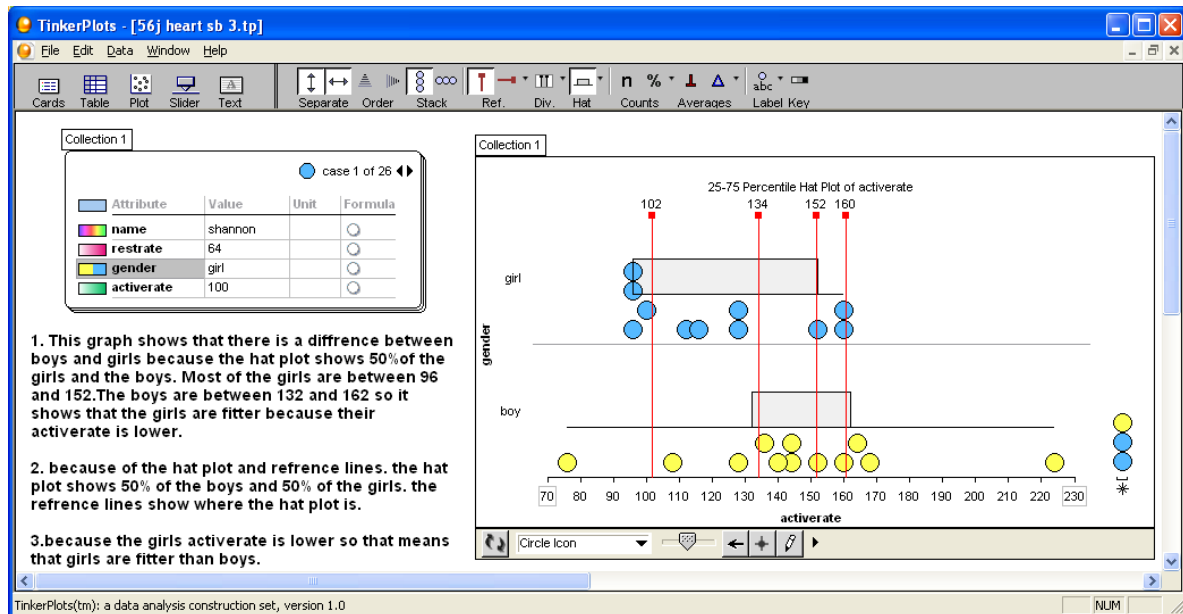 TinkerPlots - [56j heart sb 3.tp]
File Edit Data Window Help
Cards Table Plot Slider Text Separate Order Stack Ref. Div. Hat n % Counts Averages abc Label Key
Collection 1
case 1 of 26
Attribute Value Unit Formula
name shannon
restrate 64
gender girl
activerate 100
1. This graph shows that there is a diffrence between
boys and girls because the hat plot shows 50%of the
girls and the boys. Most of the girls are between 96
and 152.The boys are between 132 and 162 so it
shows that the girls are fitter because their
activerate is lower.
2. because of the hat plot and refrence lines. the hat
plot shows 50% of the boys and 50% of the girls. the
refrence lines show where the hat plot is.
3.because the girls activerate is lower so that means
that girls are fitter than boys.
Collection 1
25-75 Percentile Hat Plot of activerate
102 134 152 160
girl
gender
boy
70 80 90 100 110 120 130 140 150 160 170 180 190 200 210 220 230
*
activerate
Circle Icon
TinkerPlots(tm): a data analysis construction set, version 1.0
NUM